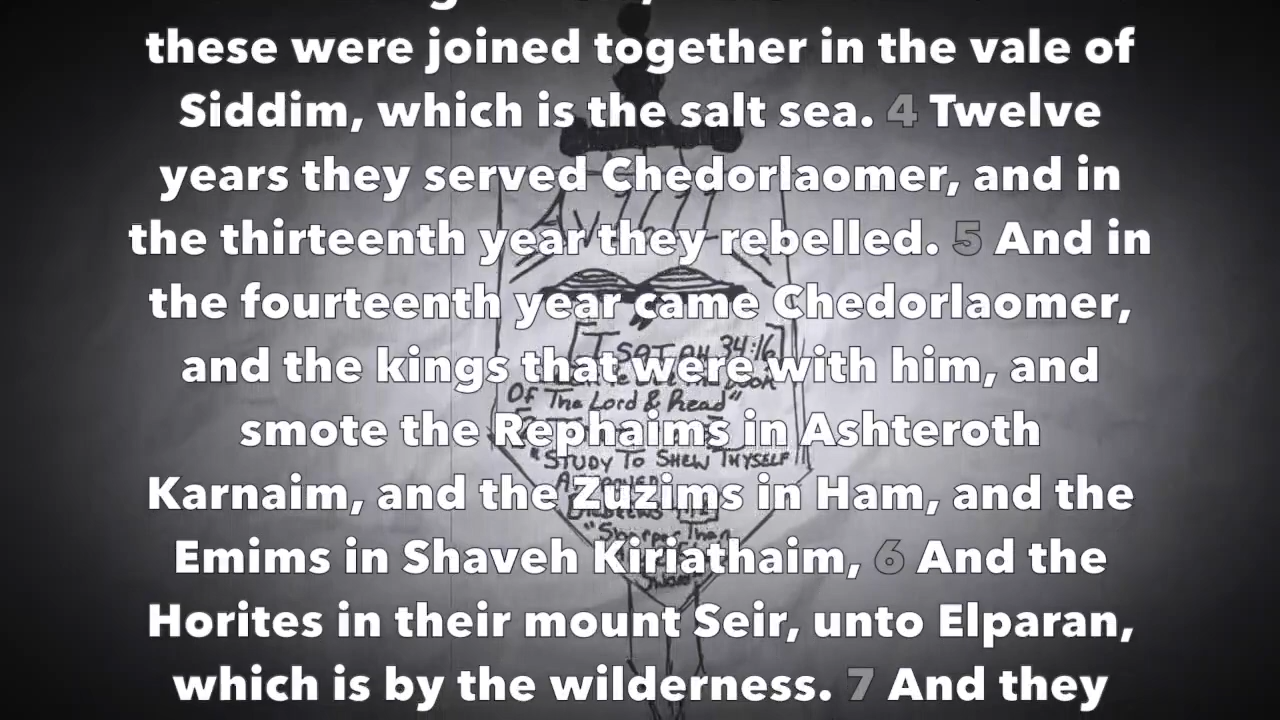 these were joined together in the vale of
Siddim, which is the salt sea. 4 Twelve
years they served Chedorlaomer, and in
the thirteenth year they rebelled. 5 And in
the fourteenth year came Chedorlaomer,
and the kings that were with him, and
smote the Rephaims in Ashteroth
Karnaim, and the Zuzims in Ham, and the
Emims in Shaveh Kiriathaim, 6 And the
Horites in their mount Seir, unto Elparan,
which is by the wilderness. 7 And they
34:16
Of The Lord & Read"
"STUDY TO SHEW THYSELF
"Sharper Than